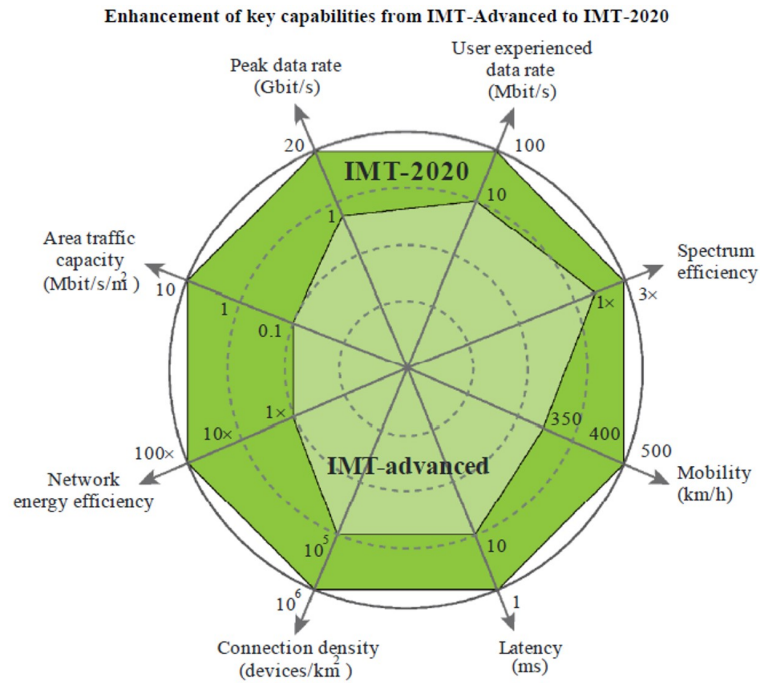 Enhancement of key capabilities from IMT-Advanced to IMT-2020
Peak data rate
(Gbit/s)
User experienced
data rate
(Mbit/s)
20
100
IMT-2020
1
10
Area traffic
capacity
(Mbit/s/m²)
10
1
0.1
Spectrum
efficiency
1×
3×
1×
10×
100×
350
400
500
Network
energy efficiency
IMT-advanced
Mobility
(km/h)
10⁵
10
10⁶
1
Connection density
(devices/km²)
Latency
(ms)